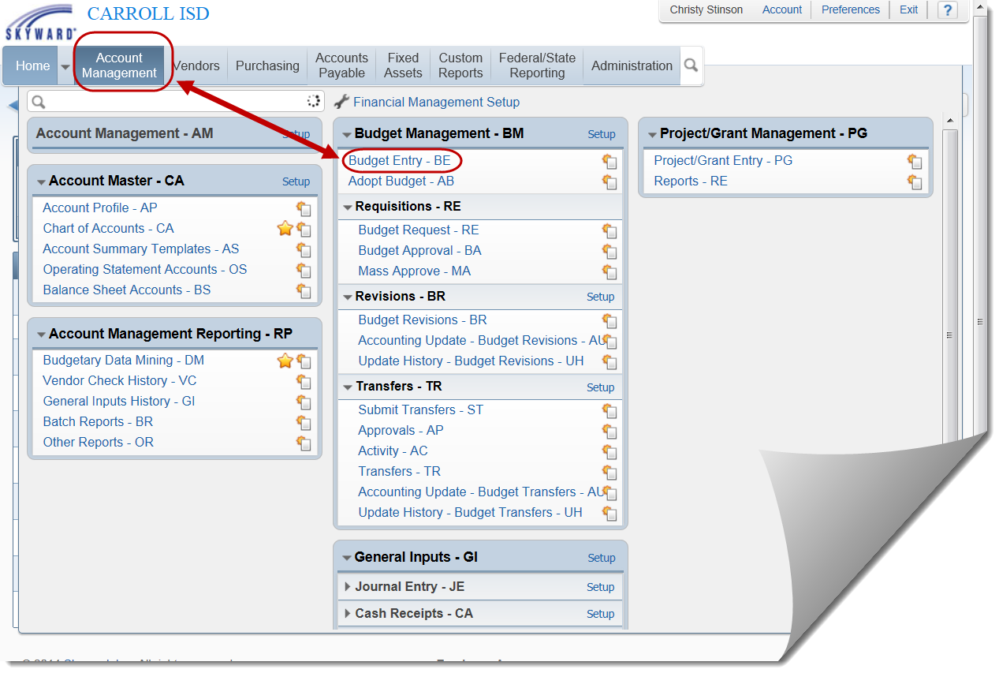 SKYWARD
CARROLL ISD
Christy Stinson Account Preferences Exit ?
Home
Account Management
Vendors
Purchasing
Accounts Payable
Fixed Assets
Custom Reports
Federal/State Reporting
Administration
Financial Management Setup
Account Management - AM Setup
Account Master - CA Setup
Account Profile - AP
Chart of Accounts - CA
Account Summary Templates - AS
Operating Statement Accounts - OS
Balance Sheet Accounts - BS
Account Management Reporting - RP
Budgetary Data Mining - DM
Vendor Check History - VC
General Inputs History - GI
Batch Reports - BR
Other Reports - OR
Budget Management - BM Setup
Budget Entry - BE
Adopt Budget - AB
Requisitions - RE
Budget Request - RE
Budget Approval - BA
Mass Approve - MA
Revisions - BR Setup
Budget Revisions - BR
Accounting Update - Budget Revisions - AU
Update History - Budget Revisions - UH
Transfers - TR Setup
Submit Transfers - ST
Approvals - AP
Activity - AC
Transfers - TR
Accounting Update - Budget Transfers - AU
Update History - Budget Transfers - UH
General Inputs - GI Setup
Journal Entry - JE Setup
Cash Receipts - CA Setup
Project/Grant Management - PG
Project/Grant Entry - PG
Reports - RE